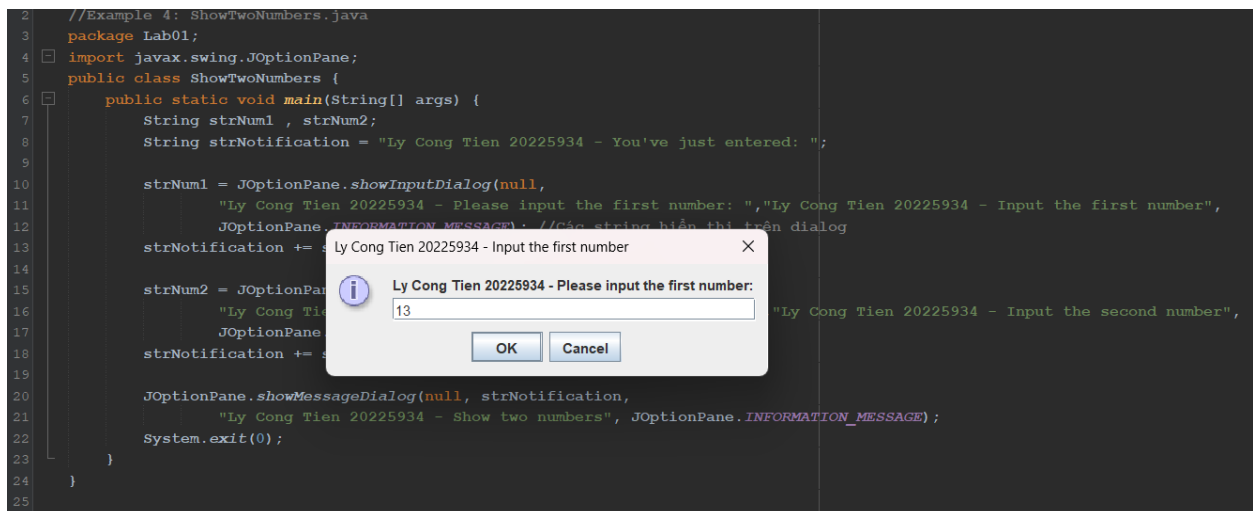 2 //Example 4: ShowTwoNumbers.java
3 package Lab01;
4 import javax.swing.JOptionPane;
5 public class ShowTwoNumbers {
6 public static void main(String[] args) {
7 String strNum1 , strNum2;
8 String strNotification = "Ly Cong Tien 20225934 - You've just entered: ";
9
10 strNum1 = JOptionPane.showInputDialog(null,
11 "Ly Cong Tien 20225934 - Please input the first number: ","Ly Cong Tien 20225934 - Input the first number",
12 JOptionPane.INFORMATION_MESSAGE); //Các string hiển thị trên dialog
13 strNotification +=
Ly Cong Tien 20225934 - Input the first number
14
Ly Cong Tien 20225934 - Please input the first number:
13
OK Cancel
15 strNum2 = JOptionPa
16 "Ly Cong Tie "Ly Cong Tien 20225934 - Input the second number",
17 JOptionPane
18 strNotification +=
19
20 JOptionPane.showMessageDialog(null, strNotification,
21 "Ly Cong Tien 20225934 - Show two numbers", JOptionPane.INFORMATION_MESSAGE);
22 System.exit(0);
23 }
24 }
25